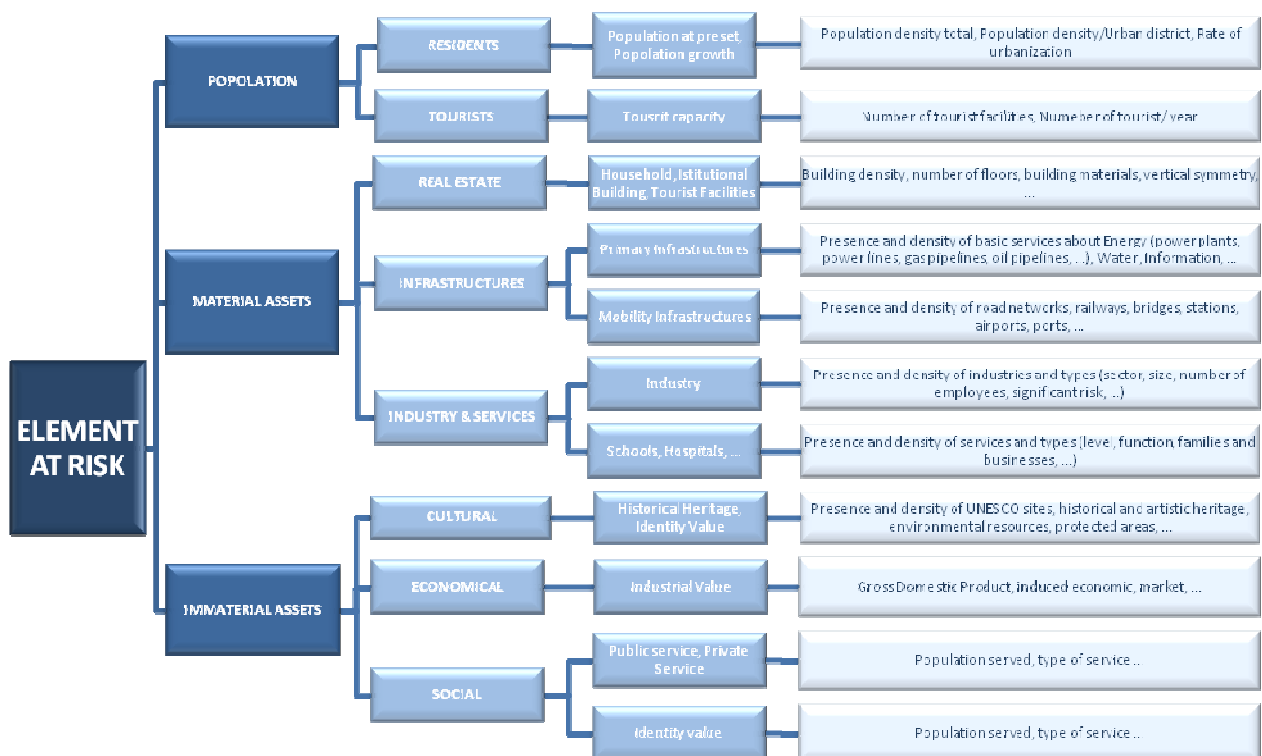 ELEMENT
AT RISK
POPOLATION
RESIDENTS
Population at preset,
Popolation growth
Population density total, Population density/Urban district, Rate of
urbanization
TOURISTS
Tousrit capacity
Number of tourist facilities, Numeber of tourist/ year
MATERIAL ASSETS
REAL ESTATE
Household, Istitutional
Building, Tourist Facilities
Building density, number of floors, building materials, vertical symmetry,
...
INFRASTRUCTURES
Primary Infrastructures
Presence and density of basic services about Energy (power plants,
power lines, gas pipelines, oil pipelines, ...), Water, Information, ...
Mobility Infrastructures
Presence and density of road networks, railways, bridges, stations,
airports, ports, ...
INDUSTRY & SERVICES
Industry
Presence and density of industries and types (sector, size, number of
employees, significant risk, ...)
Schools, Hospitals, ...
Presence and density of services and types (level, function, families and
businesses, ...)
IMMATERIAL ASSETS
CULTURAL
Historical Heritage,
Identity Value
Presence and density of UNESCO sites, historical and artistic heritage,
environmental resources, protected areas, ...
ECONOMICAL
Industrial Value
Gross Domestic Product, induced economic, market, ...
SOCIAL
Public service, Private
Service
Population served, type of service...
Identity value
Population served, type of service...